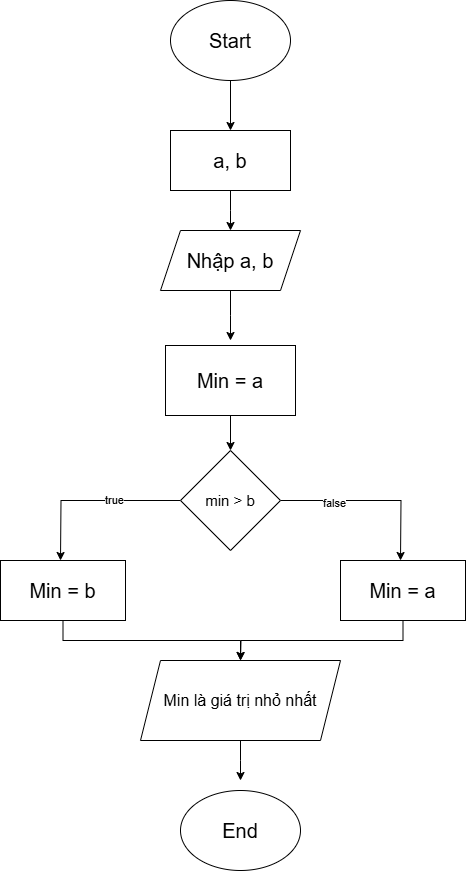 Start
a, b
Nhập a, b
Min = a
min > b
true
false
Min = b
Min = a
Min là giá trị nhỏ nhất
End